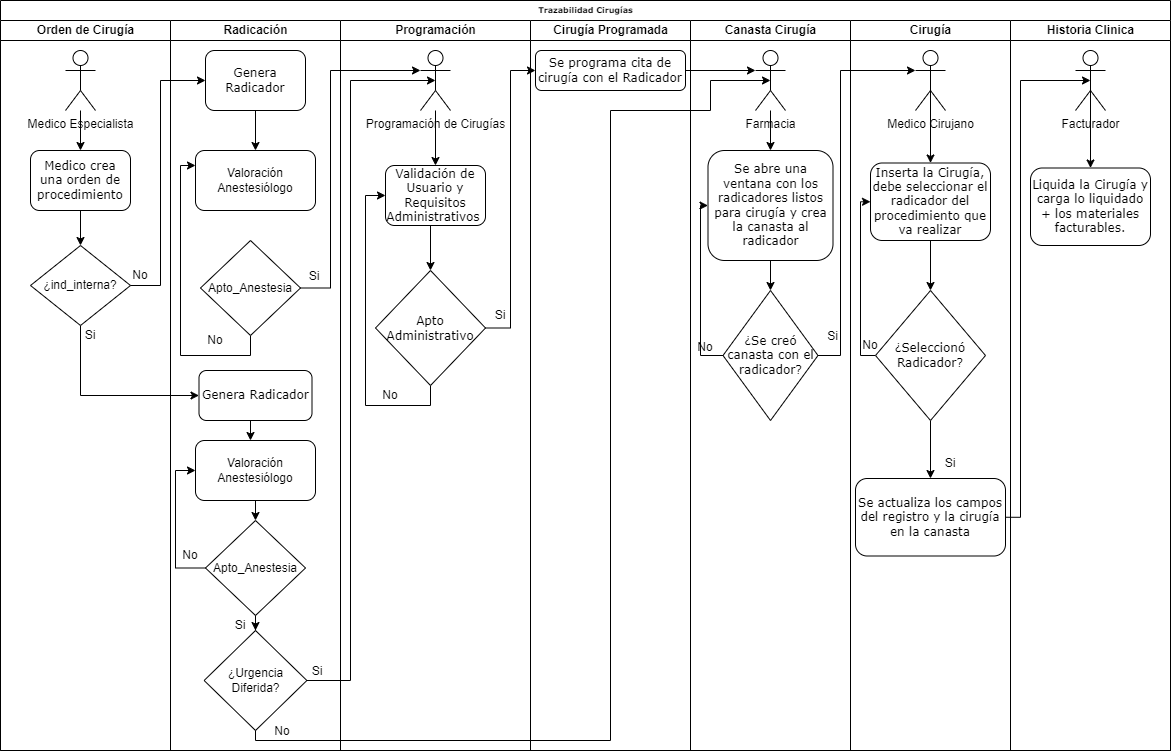 Trazabilidad Cirugías
Orden de Cirugía
Radicación
Programación
Cirugía Programada
Canasta Cirugía
Cirugía
Historia Clinica
Medico Especialista
Medico crea
una orden de
procedimiento
¿ind_interna?
No
Si
Genera
Radicador
Valoración
Anestesiólogo
Apto_Anestesia
Si
No
Genera Radicador
Valoración
Anestesiólogo
Apto_Anestesia
No
Si
¿Urgencia
Diferida?
Si
No
Programación de Cirugías
Validación de
Usuario y
Requisitos
Administrativos
Apto
Administrativo
Si
No
Se programa cita de
cirugía con el Radicador
Farmacia
Se abre una
ventana con los
radicadores listos
para cirugía y crea
la canasta al
radicador
¿Se creó
canasta con el
radicador?
No
Si
Medico Cirujano
Inserta la Cirugía,
debe seleccionar el
radicador del
procedimiento que
va realizar
¿Seleccionó
Radicador?
No
Si
Se actualiza los campos
del registro y la cirugía
en la canasta
Facturador
Liquida la Cirugía y
carga lo liquidado
+ los materiales
facturables.